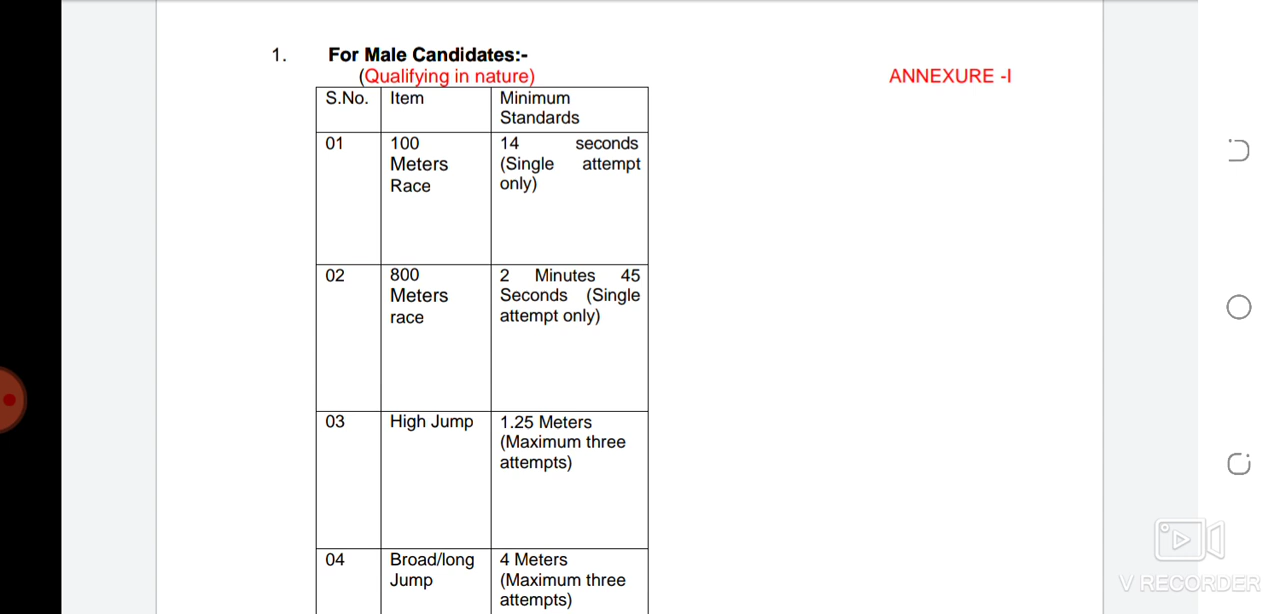 1. For Male Candidates:-
(Qualifying in nature)
ANNEXURE -I
S.No. Item Minimum
Standards
01 100 14 seconds
Meters (Single attempt
Race only)
02 800 2 Minutes 45
Meters Seconds (Single
race attempt only)
03 High Jump 1.25 Meters
(Maximum three
attempts)
04 Broad/long 4 Meters
Jump (Maximum three
attempts)
V RECORDER